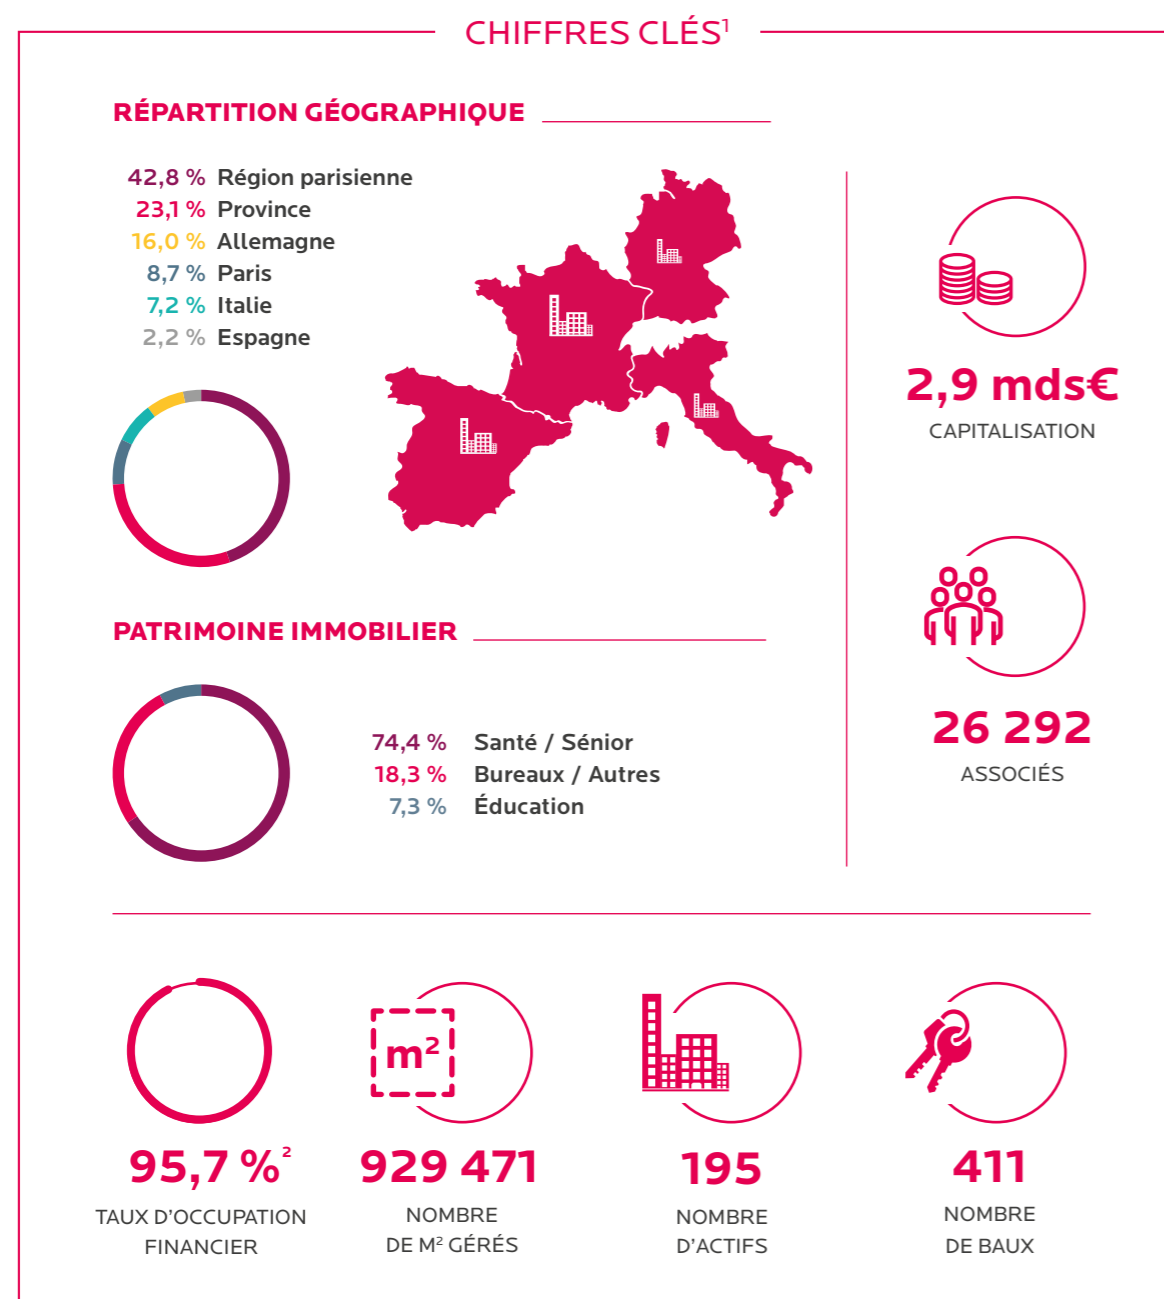 CHIFFRES CLÉS¹
RÉPARTITION GÉOGRAPHIQUE
42,8 % Région parisienne
23,1 % Province
16,0 % Allemagne
8,7 % Paris
7,2 % Italie
2,2 % Espagne
2,9 mds€
CAPITALISATION
PATRIMOINE IMMOBILIER
74,4 % Santé / Sénior
18,3 % Bureaux / Autres
7,3 % Éducation
26 292
ASSOCIÉS
m²
95,7 %²
TAUX D'OCCUPATION
FINANCIER
929 471
NOMBRE
DE M² GÉRÉS
195
NOMBRE
D'ACTIFS
411
NOMBRE
DE BAUX